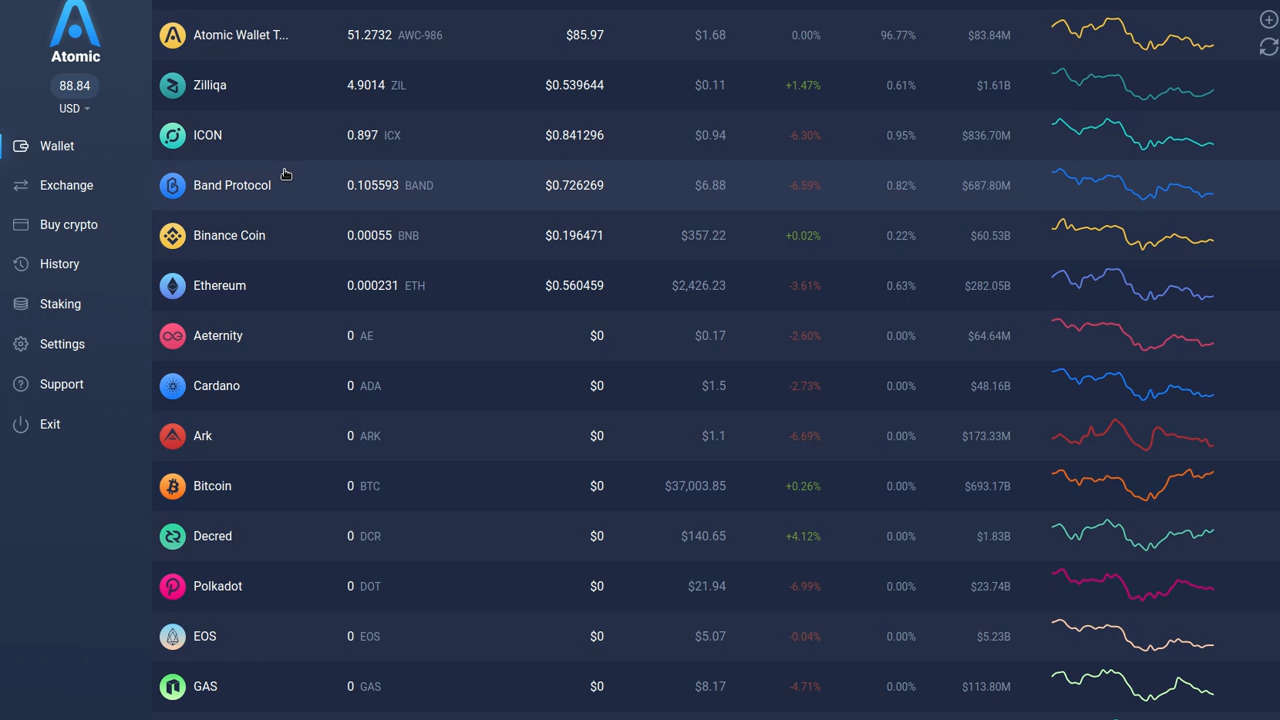 Atomic
88.84
USD
Wallet
Exchange
Buy crypto
History
Staking
Settings
Support
Exit
Atomic Wallet T... 51.2732 AWC-986 $85.97 $1.68 0.00% 96.77% $83.84M
Zilliqa 4.9014 ZIL $0.539644 $0.11 +1.47% 0.61% $1.61B
ICON 0.897 ICX $0.841296 $0.94 -6.30% 0.95% $836.70M
Band Protocol 0.105593 BAND $0.726269 $6.88 -6.59% 0.82% $687.80M
Binance Coin 0.00055 BNB $0.196471 $357.22 +0.02% 0.22% $60.53B
Ethereum 0.000231 ETH $0.560459 $2,426.23 -3.61% 0.63% $282.05B
Aeternity 0 AE $0 $0.17 -2.60% 0.00% $64.64M
Cardano 0 ADA $0 $1.5 -2.73% 0.00% $48.16B
Ark 0 ARK $0 $1.1 -6.69% 0.00% $173.33M
Bitcoin 0 BTC $0 $37,003.85 +0.26% 0.00% $693.17B
Decred 0 DCR $0 $140.65 +4.12% 0.00% $1.83B
Polkadot 0 DOT $0 $21.94 -6.99% 0.00% $23.74B
EOS 0 EOS $0 $5.07 -0.04% 0.00% $5.23B
GAS 0 GAS $0 $8.17 -4.71% 0.00% $113.80M